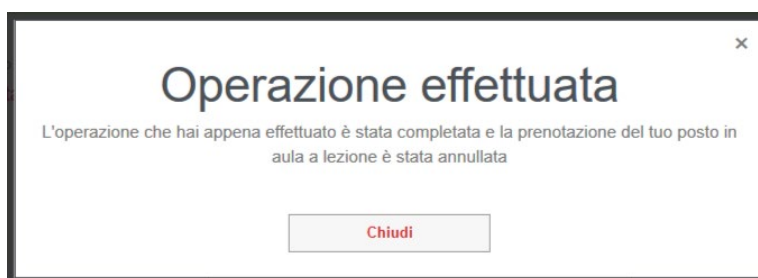 ×
Operazione effettuata
L'operazione che hai appena effettuato è stata completata e la prenotazione del tuo posto in
aula a lezione è stata annullata
Chiudi